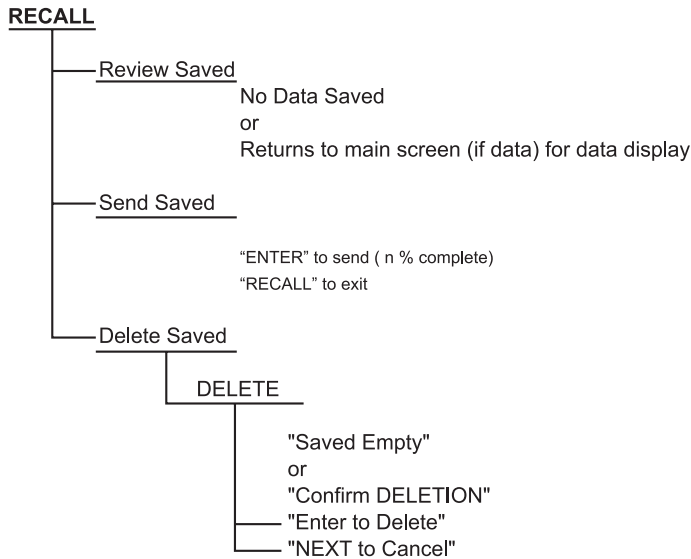 RECALL
Review Saved
No Data Saved
or
Returns to main screen (if data) for data display
Send Saved
“ENTER” to send ( n % complete)
“RECALL” to exit
Delete Saved
DELETE
"Saved Empty"
or
"Confirm DELETION"
"Enter to Delete"
"NEXT to Cancel"